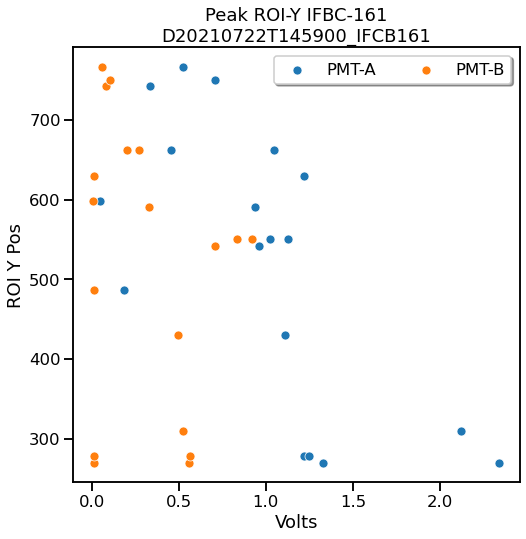 Peak ROI-Y IFBC-161
D20210722T145900_IFCB161
PMT-A PMT-B
700
600
500
400
300
ROI Y Pos
0.0 0.5 1.0 1.5 2.0
Volts